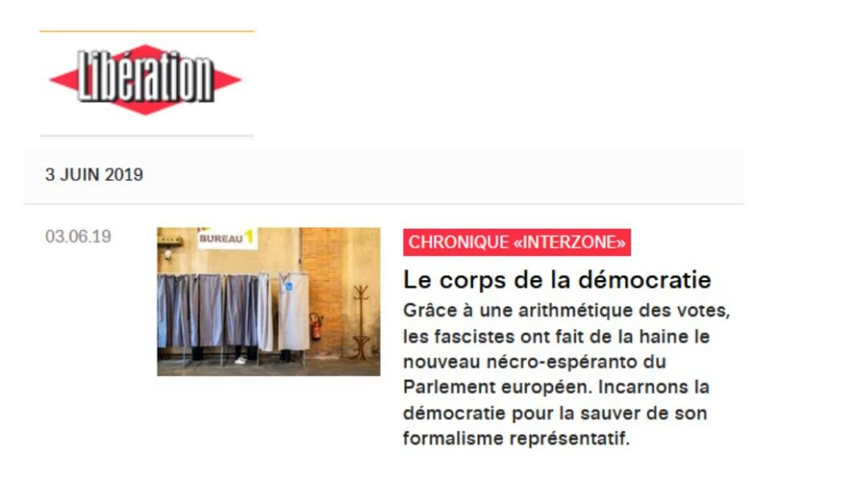 Libération
3 JUIN 2019
03.06.19
BUREAU 1
CHRONIQUE «INTERZONE»
Le corps de la démocratie
Grâce à une arithmétique des votes,
les fascistes ont fait de la haine le
nouveau nécro-espéranto du
Parlement européen. Incarnons la
démocratie pour la sauver de son
formalisme représentatif.